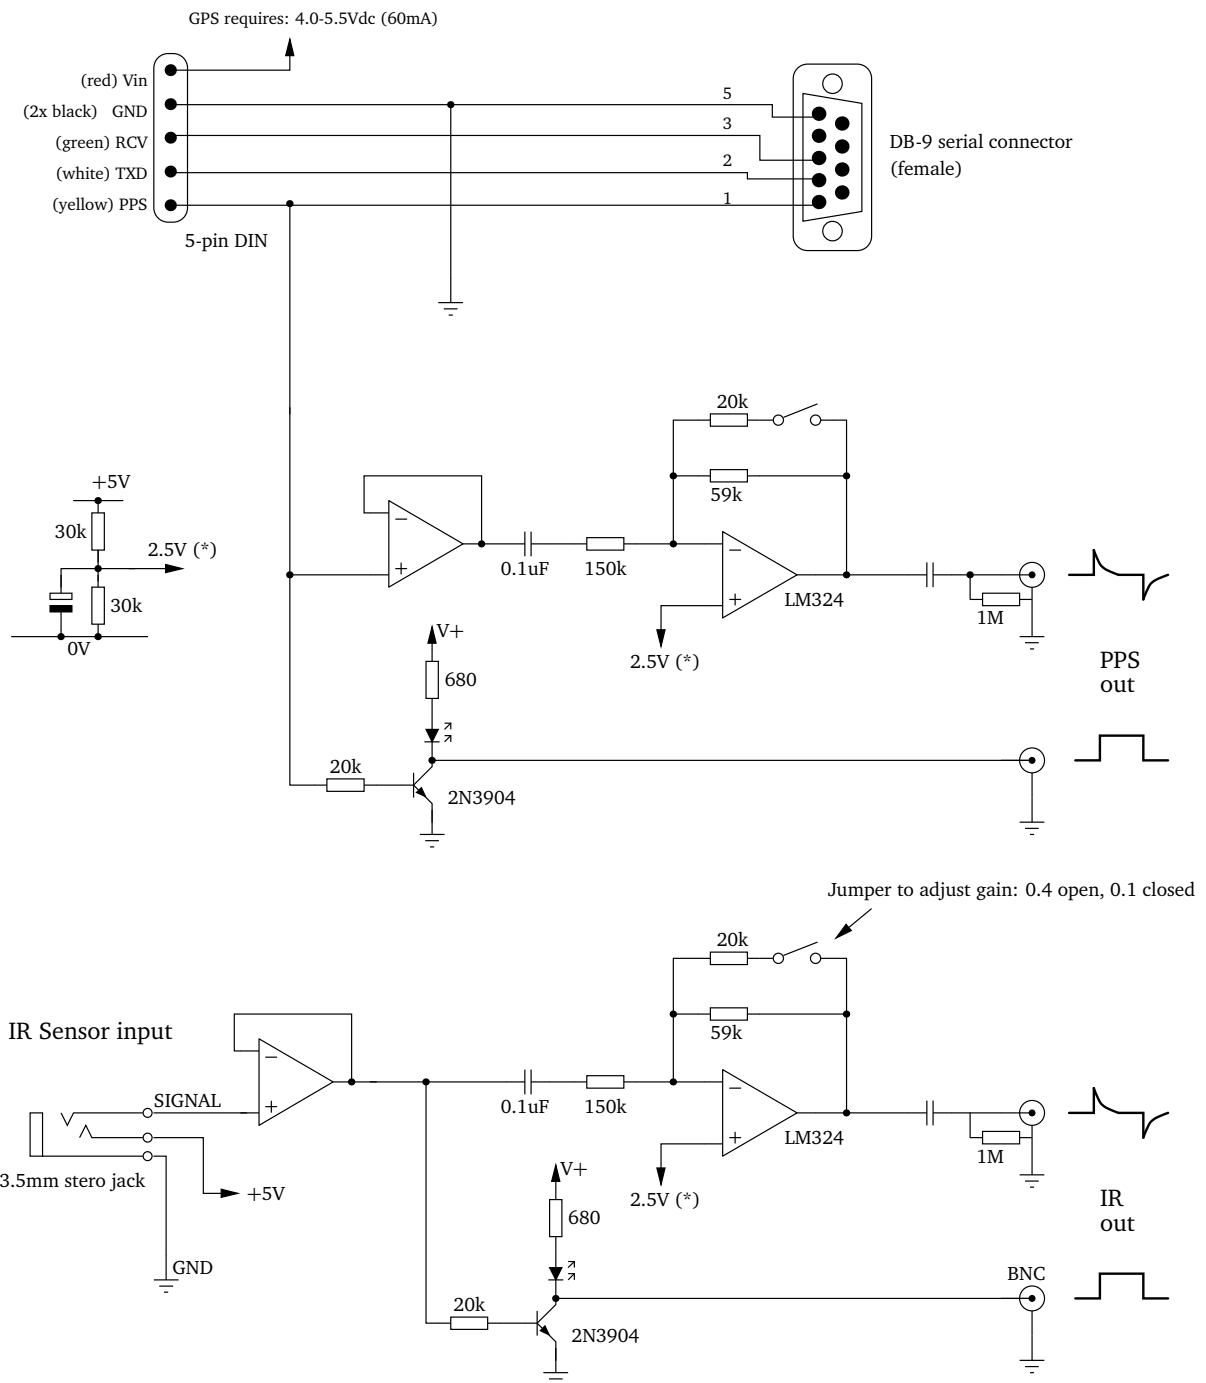 GPS requires: 4.0-5.5Vdc (60mA)
(red) Vin
(2x black) GND
(green) RCV
(white) TXD
(yellow) PPS
5-pin DIN
5
3
2
1
DB-9 serial connector
(female)
20k
59k
+5V
30k
2.5V (*)
30k
0V
−
+
0.1uF
150k
−
+
LM324
2.5V (*)
1M
PPS
out
V+
680
20k
2N3904
Jumper to adjust gain: 0.4 open, 0.1 closed
20k
59k
IR Sensor input
−
+
SIGNAL
3.5mm stero jack
+5V
GND
0.1uF
150k
−
+
LM324
2.5V (*)
1M
IR
out
V+
680
BNC
20k
2N3904